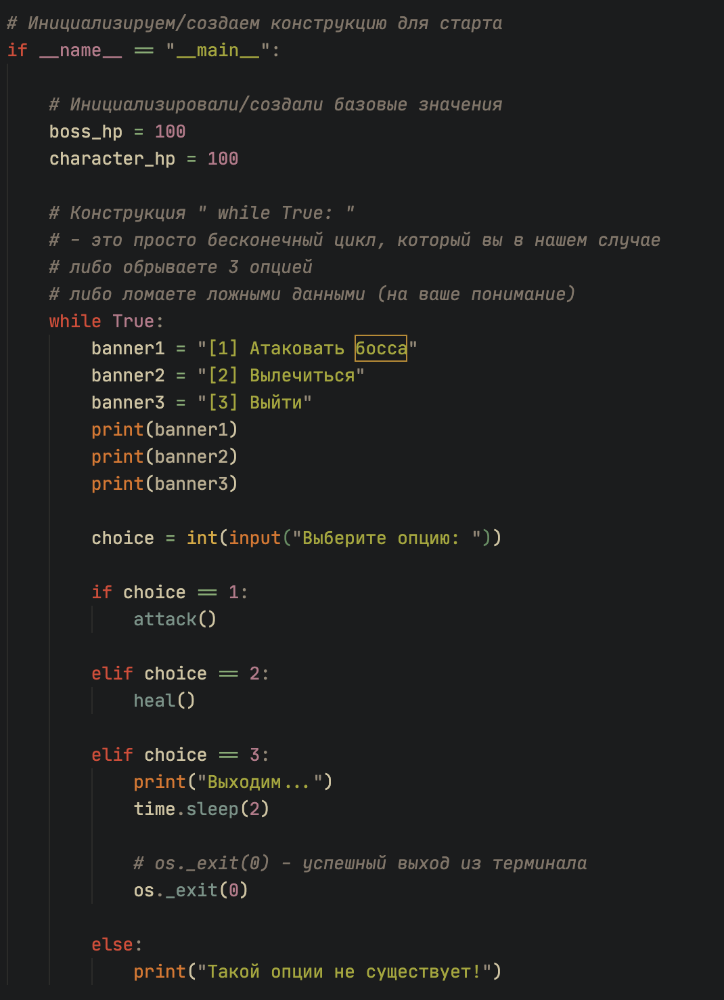 # Инициализируем/создаем конструкцию для старта
if __name__ == "__main__":
# Инициализировали/создали базовые значения
boss_hp = 100
character_hp = 100
# Конструкция " while True: "
# - это просто бесконечный цикл, который вы в нашем случае
# либо обрываете 3 опцией
# либо ломаете ложными данными (на ваше понимание)
while True:
banner1 = "[1] Атаковать босса"
banner2 = "[2] Вылечиться"
banner3 = "[3] Выйти"
print(banner1)
print(banner2)
print(banner3)
choice = int(input("Выберите опцию: "))
if choice == 1:
attack()
elif choice == 2:
heal()
elif choice == 3:
print("Выходим...")
time.sleep(2)
# os._exit(0) - успешный выход из терминала
os._exit(0)
else:
print("Такой опции не существует!")